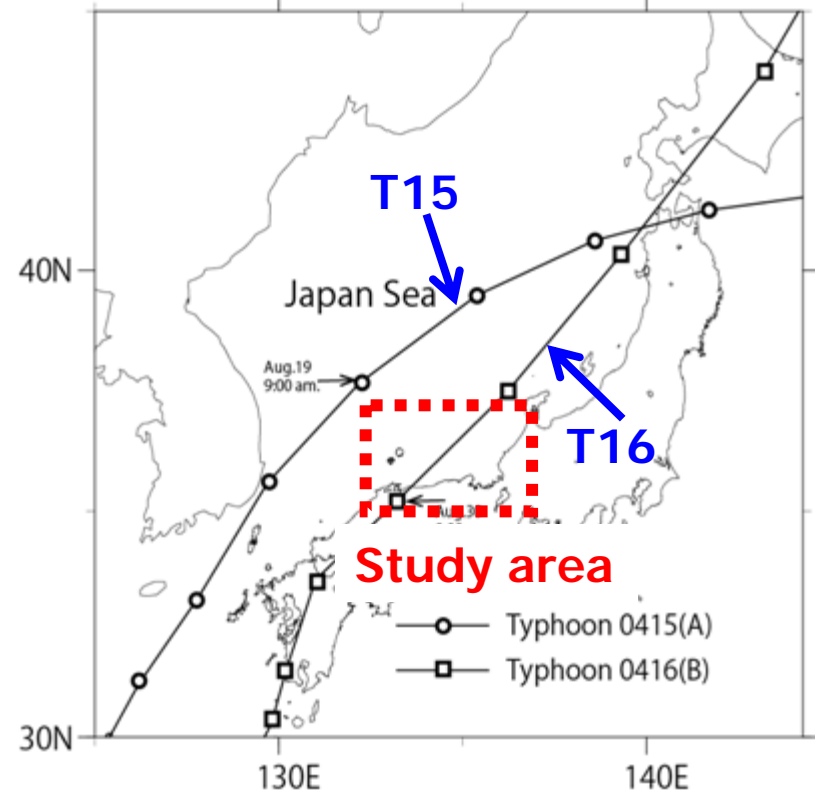 T15
40N
Japan Sea
Aug.19
9:00 am.
T16
Study area
Typhoon 0415(A)
Typhoon 0416(B)
30N
130E
140E